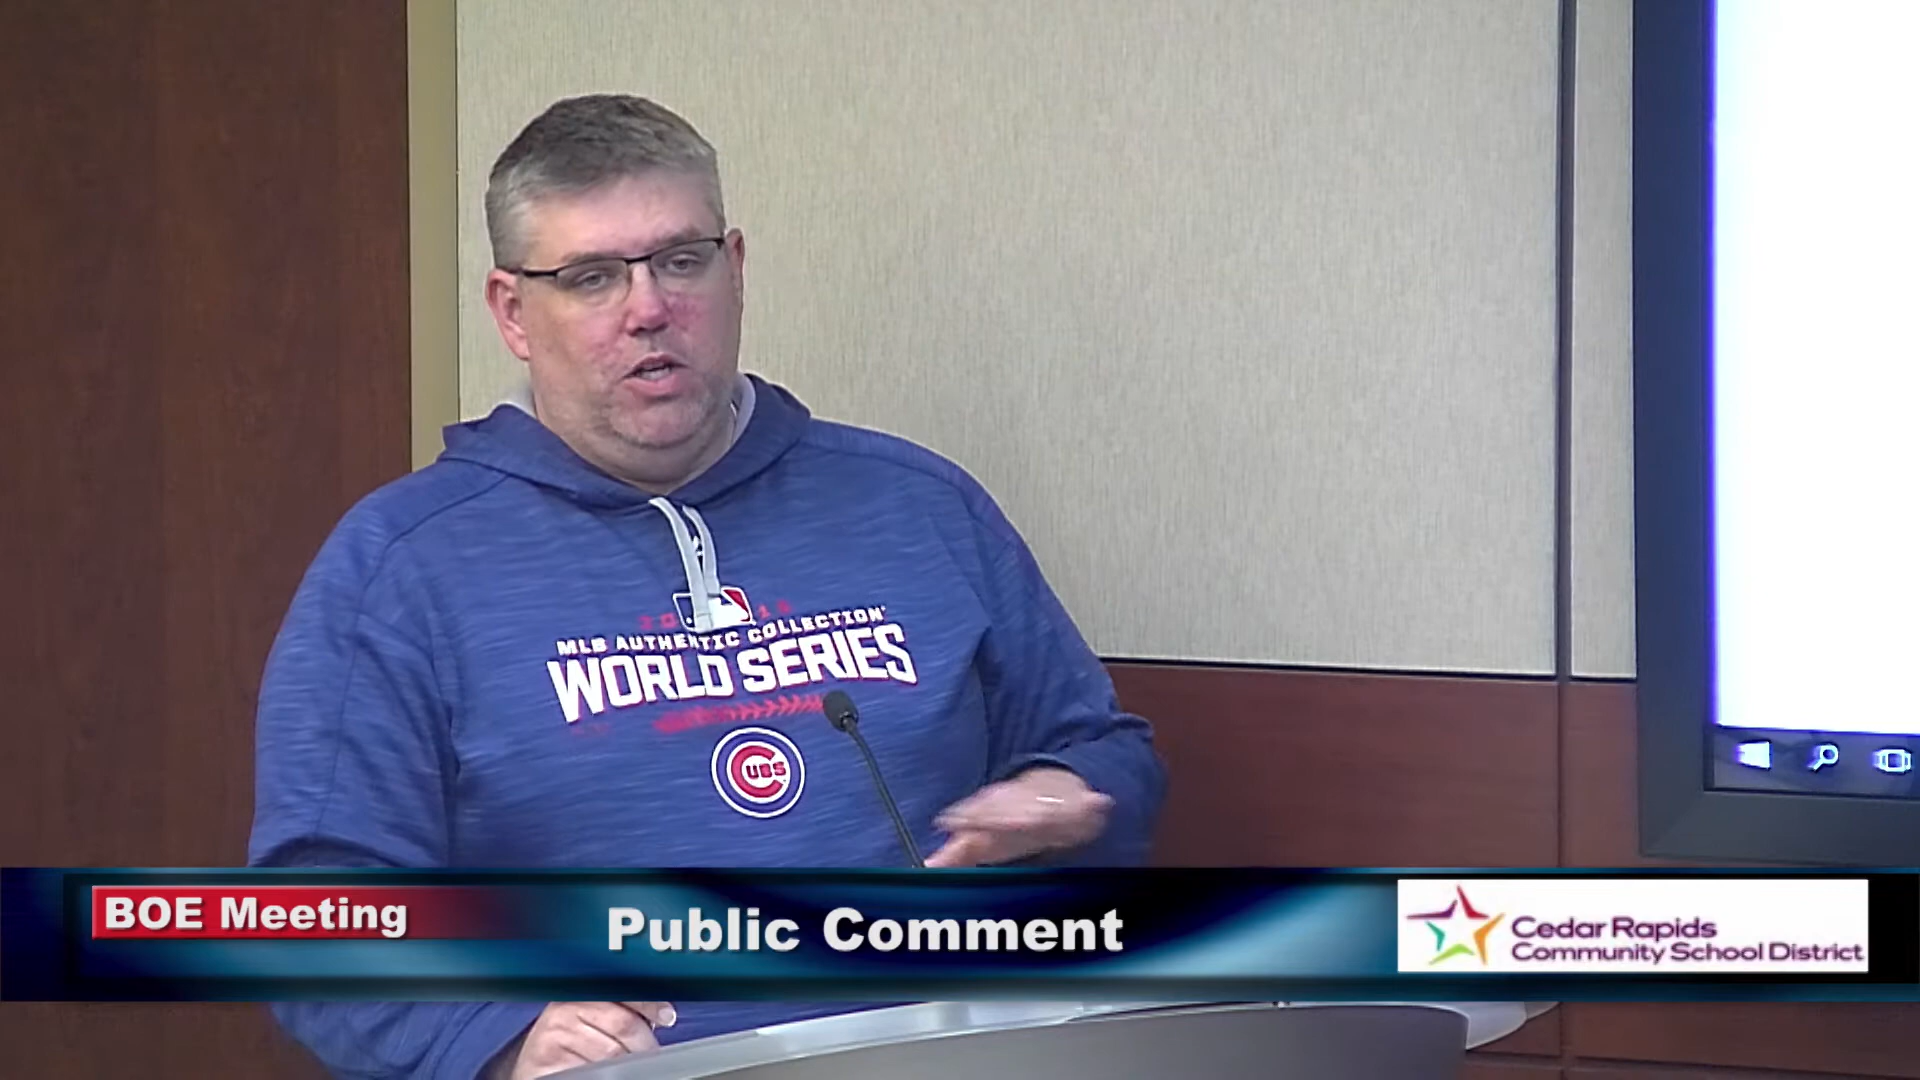 MLB AUTHENTIC COLLECTION
WORLD SERIES
CUBS
BOE Meeting
Public Comment
Cedar Rapids
Community School District